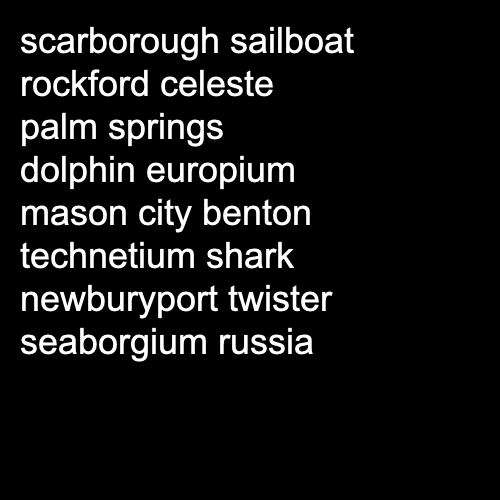 scarborough sailboat
rockford celeste
palm springs
dolphin europium
mason city benton
technetium shark
newburyport twister
seaborgium russia